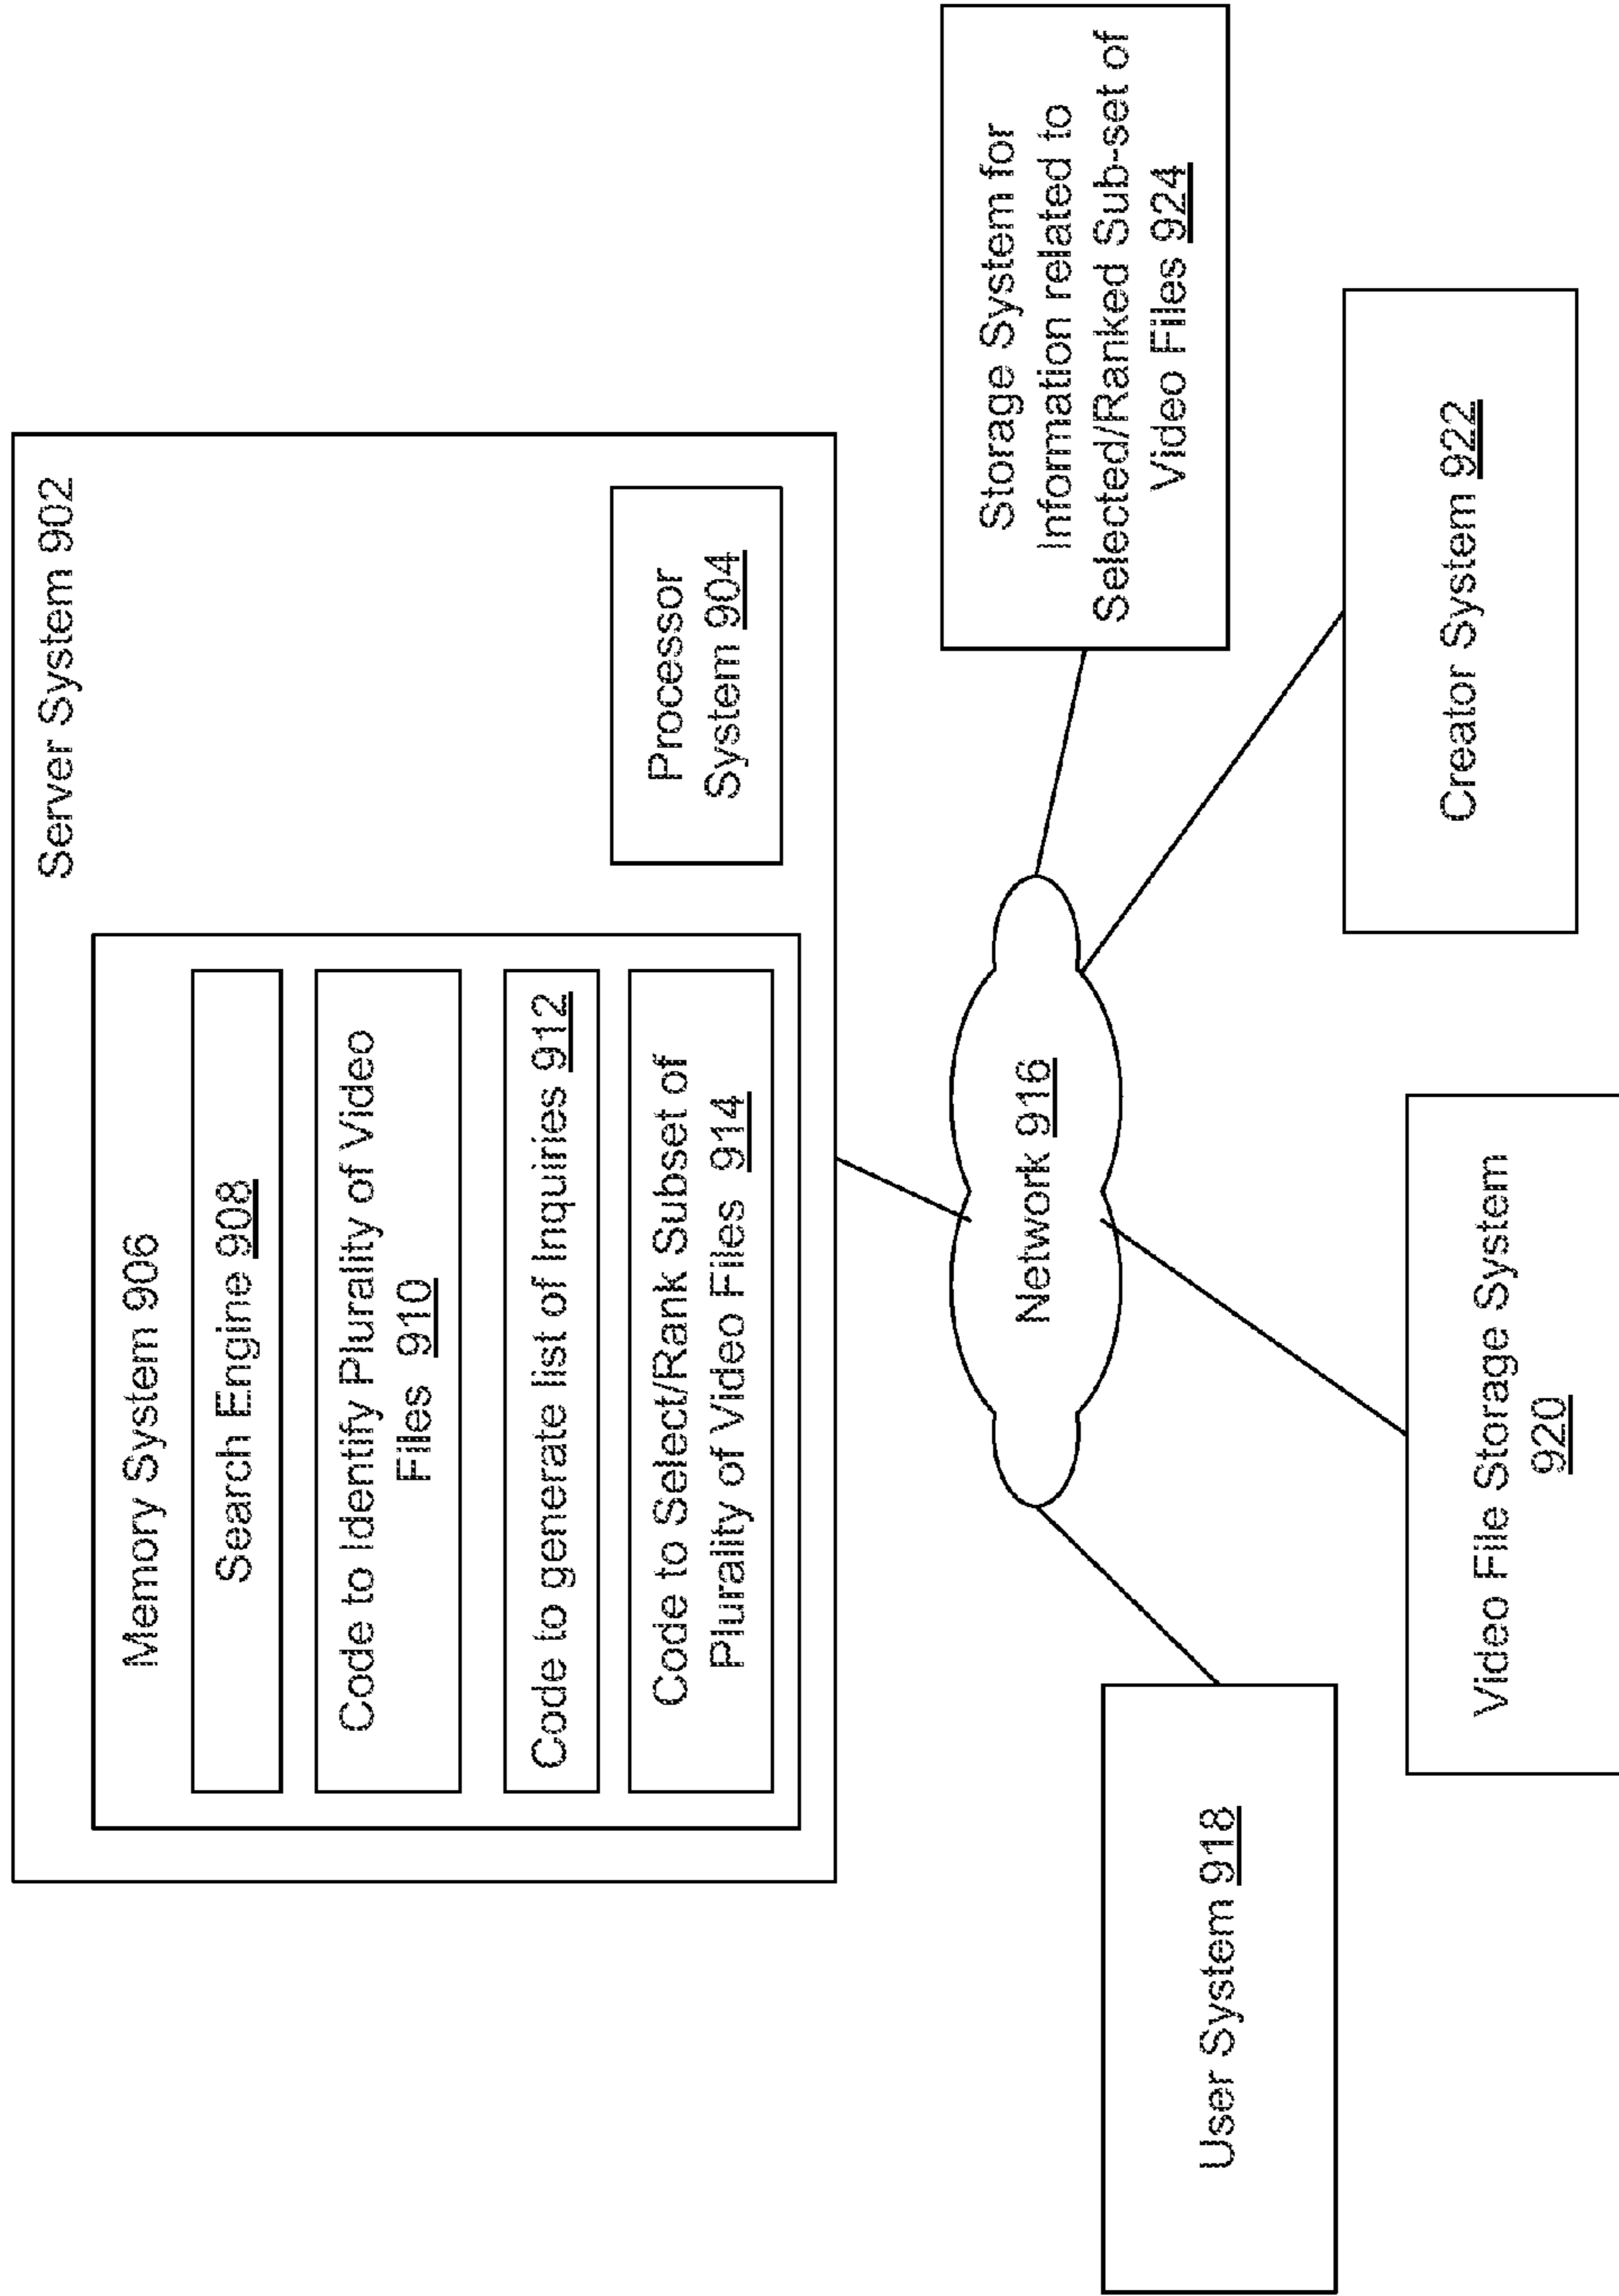 Server System 902
Memory System 906
Search Engine 908
Code to Identify Plurality of Video
Files 910
Code to generate list of Inquiries 912
Code to Select/Rank Subset of
Plurality of Video Files 914
Processor
System 904
Network 916
User System 918
Video File Storage System
920
Creator System 922
Storage System for
Information related to
Selected/Ranked Sub-set of
Video Files 924